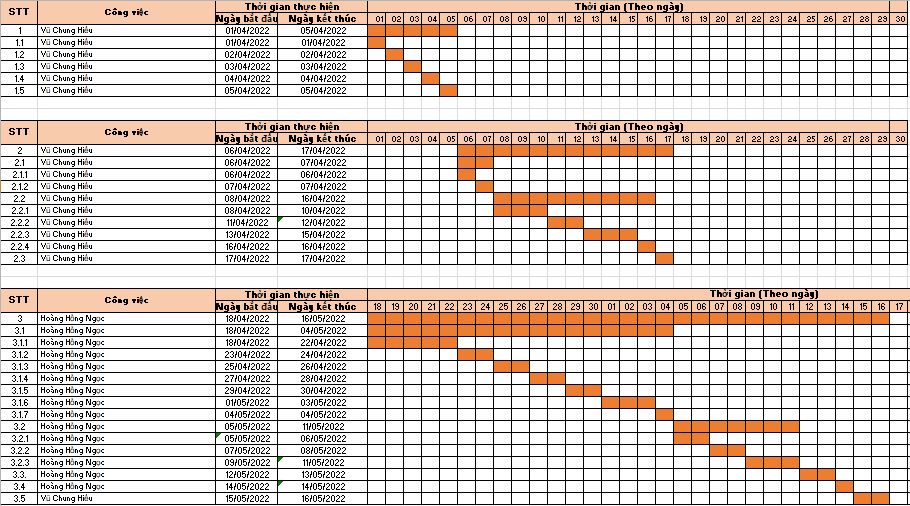 STT Công việc Thời gian thực hiện Thời gian (Theo ngày)
Ngày bắt đầu Ngày kết thúc 01 02 03 04 05 06 07 08 09 10 11 12 13 14 15 16 17 18 19 20 21 22 23 24 25 26 27 28 29 30
1 Vũ Chung Hiếu 01/04/2022 05/04/2022
1.1 Vũ Chung Hiếu 01/04/2022 01/04/2022
1.2 Vũ Chung Hiếu 02/04/2022 02/04/2022
1.3 Vũ Chung Hiếu 03/04/2022 03/04/2022
1.4 Vũ Chung Hiếu 04/04/2022 04/04/2022
1.5 Vũ Chung Hiếu 05/04/2022 05/04/2022
STT Công việc Thời gian thực hiện Thời gian (Theo ngày)
Ngày bắt đầu Ngày kết thúc 01 02 03 04 05 06 07 08 09 10 11 12 13 14 15 16 17 18 19 20 21 22 23 24 25 26 27 28 29 30
2 Vũ Chung Hiếu 06/04/2022 17/04/2022
2.1 Vũ Chung Hiếu 06/04/2022 07/04/2022
2.1.1 Vũ Chung Hiếu 06/04/2022 06/04/2022
2.1.2 Vũ Chung Hiếu 07/04/2022 07/04/2022
2.2 Vũ Chung Hiếu 08/04/2022 16/04/2022
2.2.1 Vũ Chung Hiếu 08/04/2022 10/04/2022
2.2.2 Vũ Chung Hiếu 11/04/2022 12/04/2022
2.2.3 Vũ Chung Hiếu 13/04/2022 15/04/2022
2.2.4 Vũ Chung Hiếu 16/04/2022 16/04/2022
2.3 Vũ Chung Hiếu 17/04/2022 17/04/2022
STT Công việc Thời gian thực hiện Thời gian (Theo ngày)
Ngày bắt đầu Ngày kết thúc 18 19 20 21 22 23 24 25 26 27 28 29 30 01 02 03 04 05 06 07 08 09 10 11 12 13 14 15 16 17
3 Hoàng Hồng Ngọc 18/04/2022 16/05/2022
3.1 Hoàng Hồng Ngọc 18/04/2022 04/05/2022
3.1.1 Hoàng Hồng Ngọc 18/04/2022 22/04/2022
3.1.2 Hoàng Hồng Ngọc 23/04/2022 24/04/2022
3.1.3 Hoàng Hồng Ngọc 25/04/2022 26/04/2022
3.1.4 Hoàng Hồng Ngọc 27/04/2022 28/04/2022
3.1.5 Hoàng Hồng Ngọc 29/04/2022 30/04/2022
3.1.6 Hoàng Hồng Ngọc 01/05/2022 03/05/2022
3.1.7 Hoàng Hồng Ngọc 04/05/2022 04/05/2022
3.2 Hoàng Hồng Ngọc 05/05/2022 11/05/2022
3.2.1 Hoàng Hồng Ngọc 05/05/2022 06/05/2022
3.2.2 Hoàng Hồng Ngọc 07/05/2022 08/05/2022
3.2.3 Hoàng Hồng Ngọc 09/05/2022 11/05/2022
3.3. Hoàng Hồng Ngọc 12/05/2022 13/05/2022
3.4 Hoàng Hồng Ngọc 14/05/2022 14/05/2022
3.5 Vũ Chung Hiếu 15/05/2022 16/05/2022